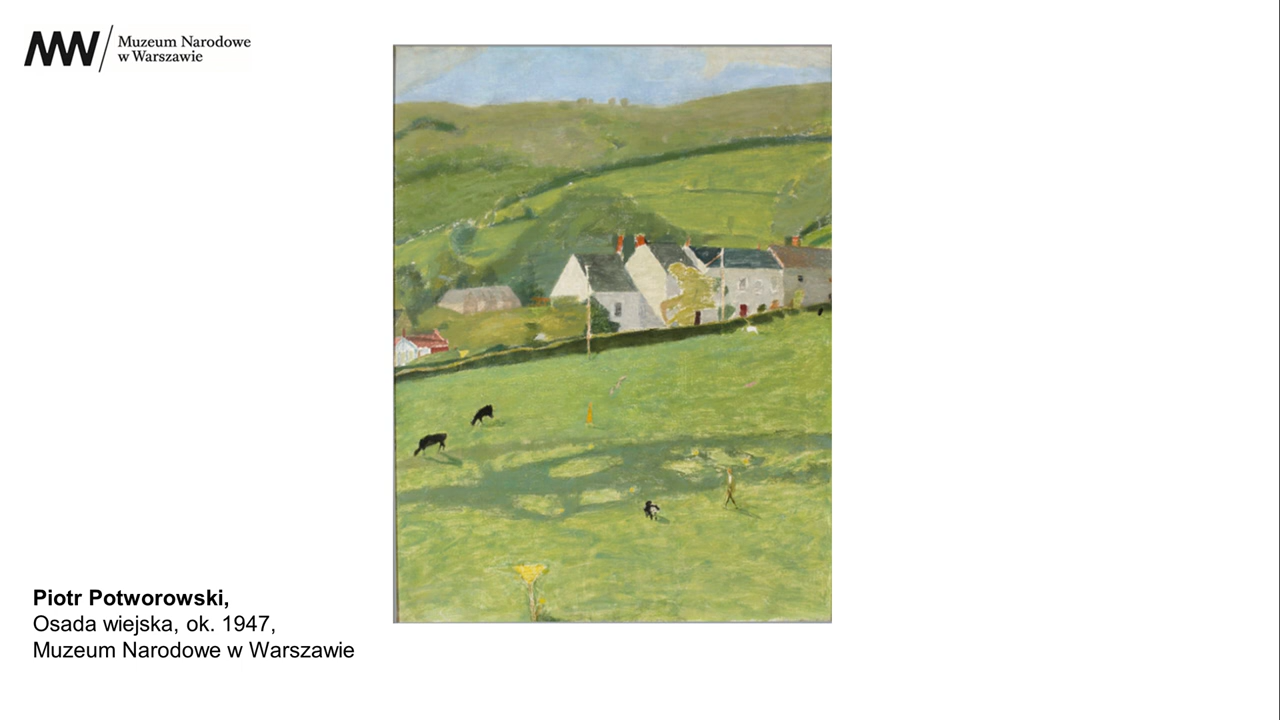 Muzeum Narodowe
w Warszawie
Piotr Potworowski,
Osada wiejska, ok. 1947,
Muzeum Narodowe w Warszawie